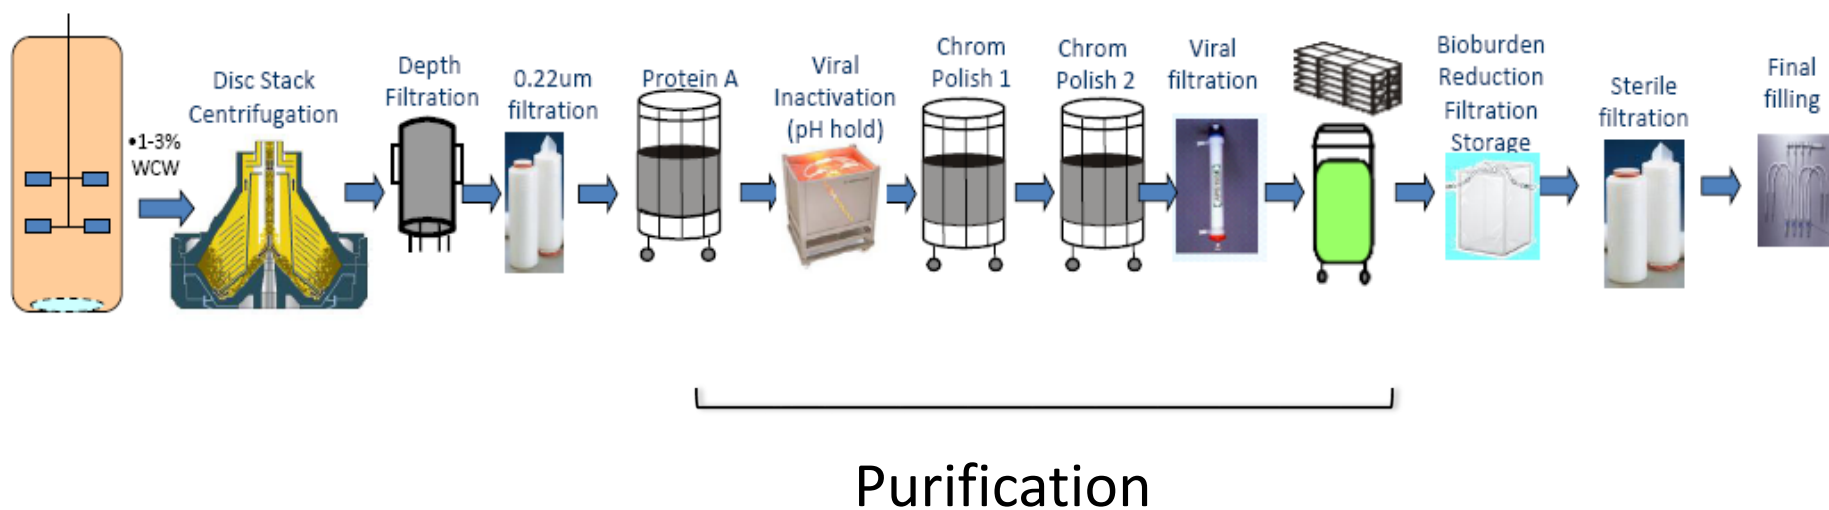 •1-3%
WCW
Disc Stack
Centrifugation
Depth
Filtration
0.22um
filtration
Protein A
Viral
Inactivation
(pH hold)
Chrom
Polish 1
Chrom
Polish 2
Viral
filtration
Bioburden
Reduction
Filtration
Storage
Sterile
filtration
Final
filling
Purification